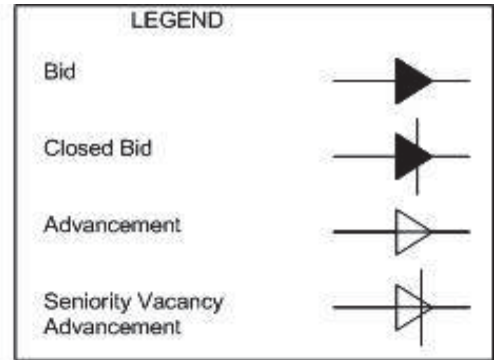 LEGEND
Bid
Closed Bid
Advancement
Seniority Vacancy
Advancement